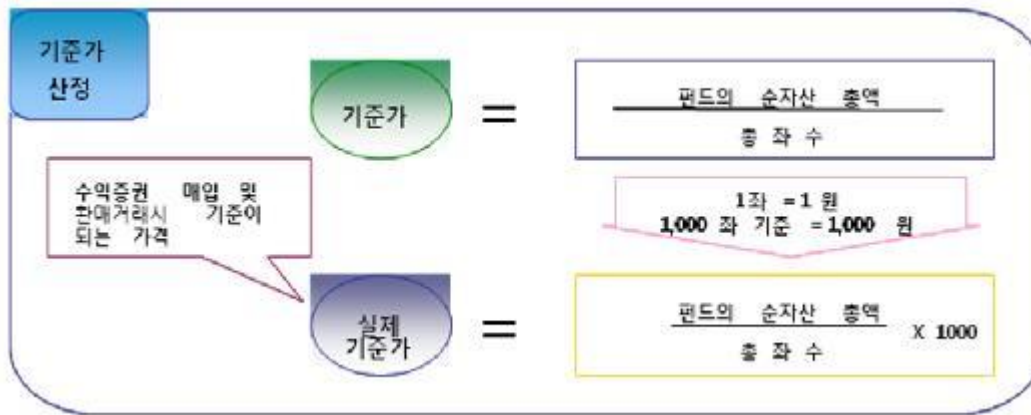 기준가
산정
기준가
=
펀드의 순자산 총액
총 좌 수
수익증권 매입 및
판매거래시 기준이
되는 가격
1좌 = 1 원
1,000 좌 기준 = 1,000 원
실제
기준가
=
펀드의 순자산 총액
총 좌 수
X 1000